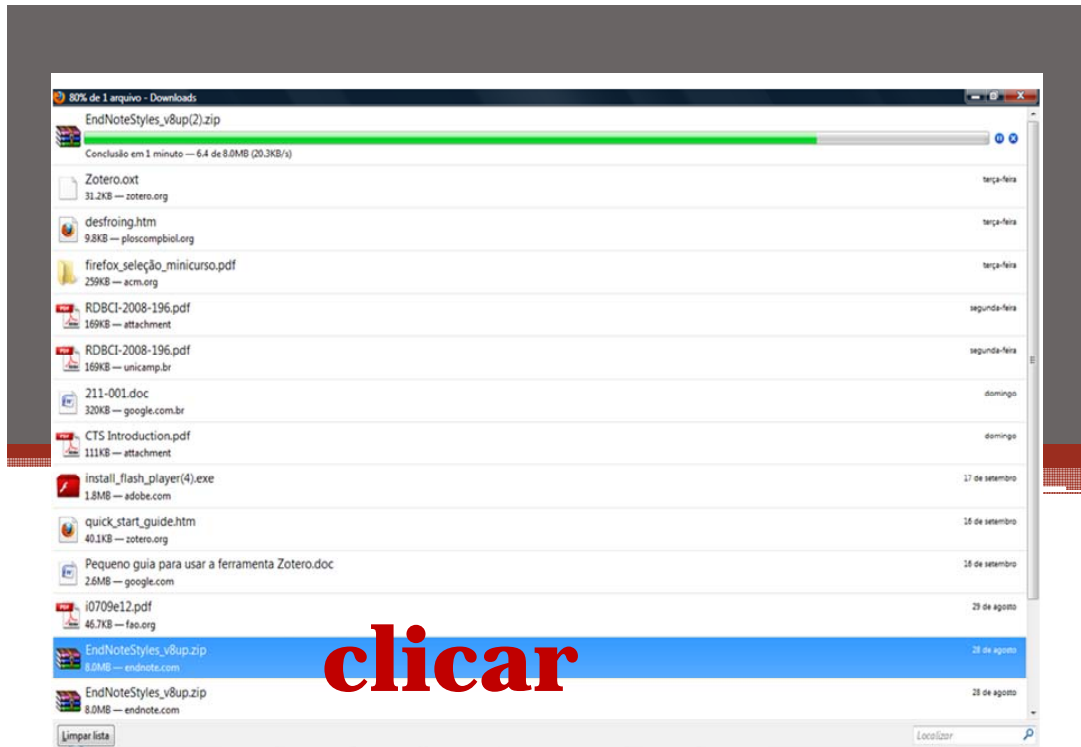 80% de 1 arquivo - Downloads
EndNoteStyles_v8up(2).zip
Conclusão em 1 minuto — 6.4 de 8.0MB (20.3KB/s)
Zotero.oxt
terça-feira
31.2KB — zotero.org
desfroing.htm
terça-feira
9.8KB — ploscompbiol.org
firefox_seleção_minicurso.pdf
terça-feira
259KB — acm.org
RDBCI-2008-196.pdf
segunda-feira
169KB — attachment
RDBCI-2008-196.pdf
segunda-feira
169KB — unicamp.br
211-001.doc
domingo
320KB — google.com.br
CTS Introduction.pdf
domingo
111KB — attachment
install_flash_player(4).exe
17 de setembro
1.8MB — adobe.com
quick_start_guide.htm
16 de setembro
40.1KB — zotero.org
Pequeno guia para usar a ferramenta Zotero.doc
16 de setembro
2.6MB — google.com
i0709e12.pdf
29 de agosto
46.7KB — fao.org
EndNoteStyles_v8up.zip
28 de agosto
8.0MB — endnote.com
clicar
EndNoteStyles_v8up.zip
28 de agosto
8.0MB — endnote.com
Limpar lista
Localizar